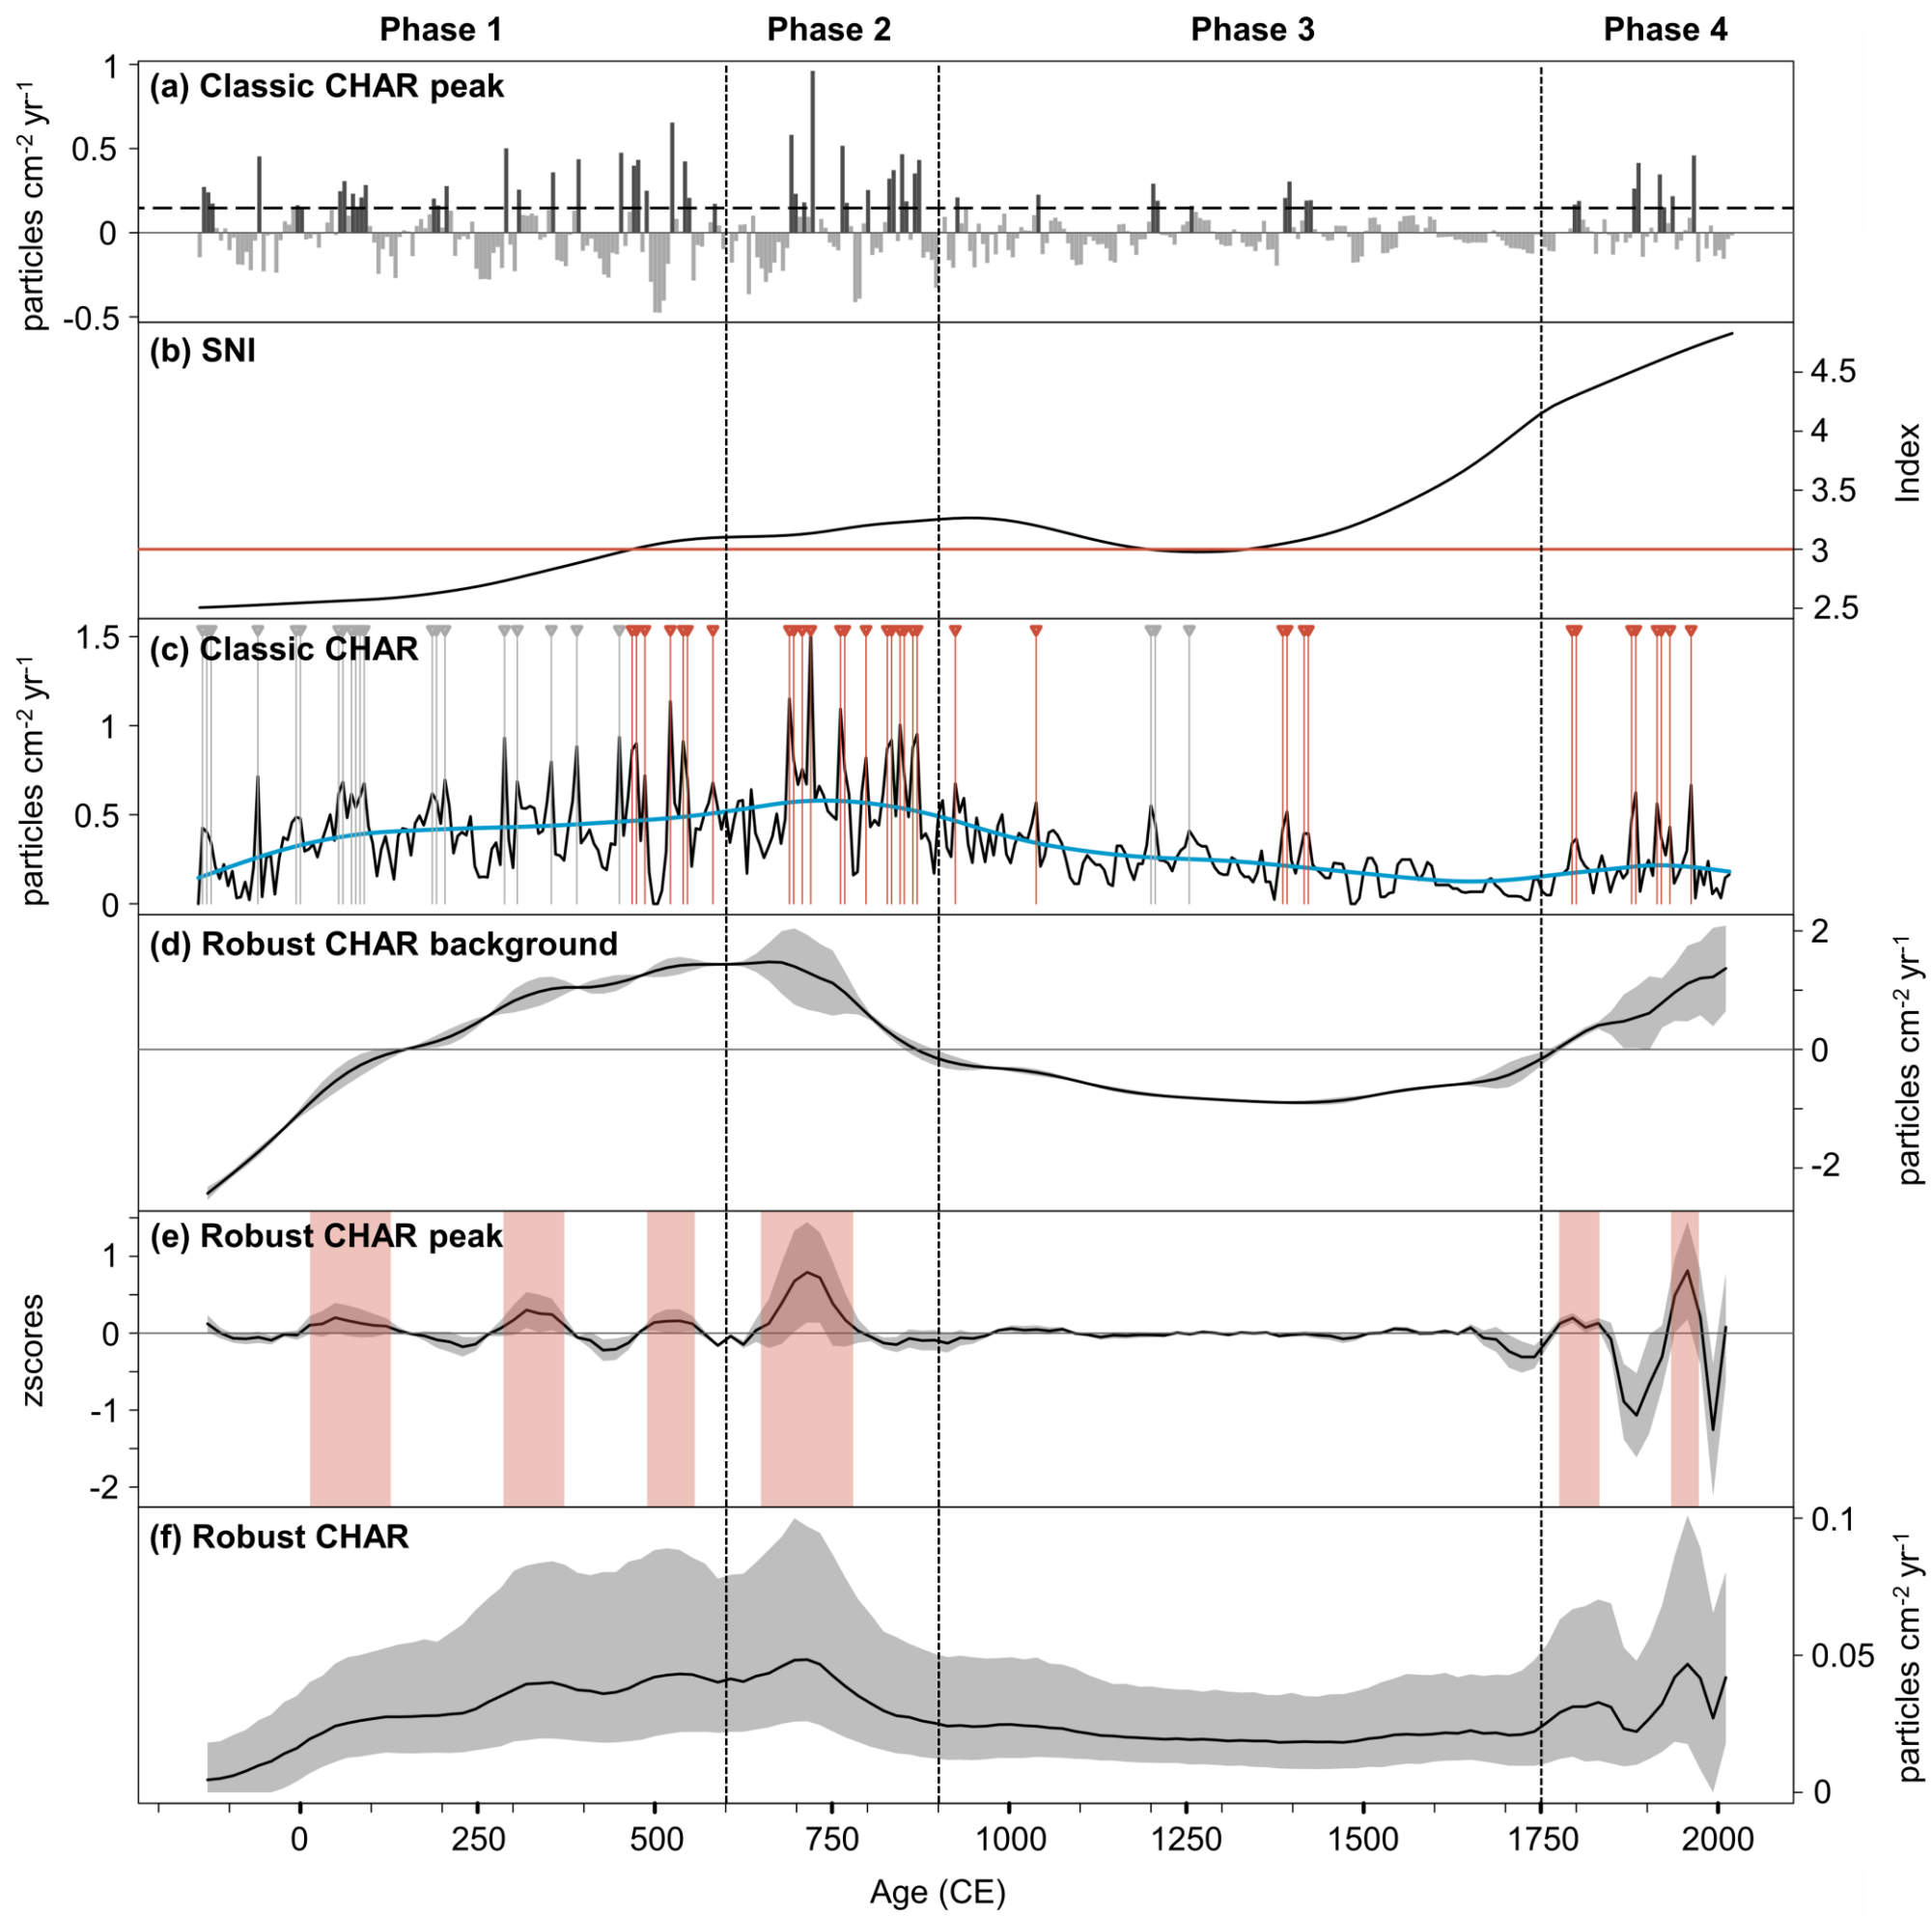 Phase 1 Phase 2 Phase 3 Phase 4
(a) Classic CHAR peak
1
0.5
0
-0.5
particles cm-2 yr-1
(b) SNI
4.5
4
3.5
3
2.5
Index
(c) Classic CHAR
1.5
1
0.5
0
particles cm-2 yr-1
(d) Robust CHAR background
2
0
-2
particles cm-2 yr-1
(e) Robust CHAR peak
1
0
-1
-2
zscores
(f) Robust CHAR
0.1
0.05
0
particles cm-2 yr-1
0 250 500 750 1000 1250 1500 1750 2000
Age (CE)